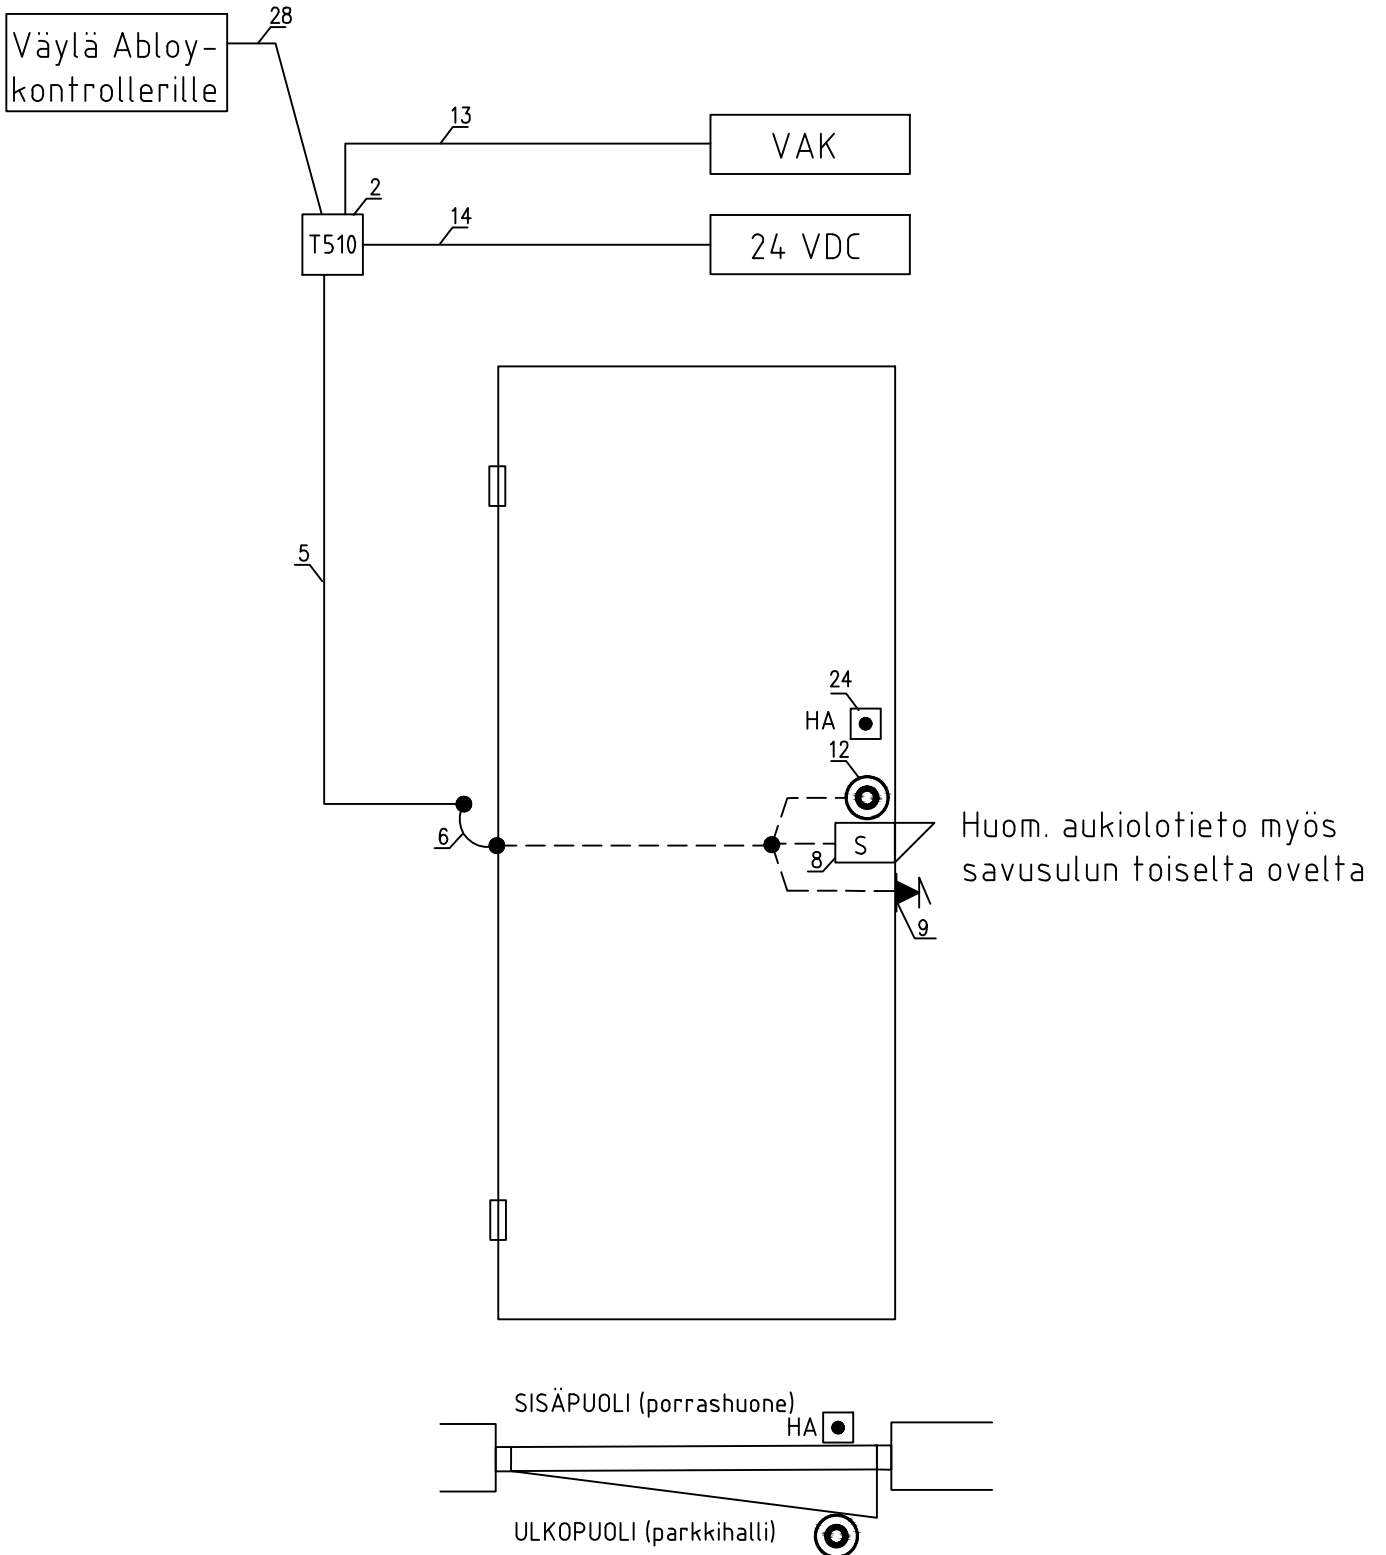 28
Väylä Abloy-
kontrollerille
13
VAK
2
14
T510
24 VDC
5
24
HA
12
6
8
S
Huom. aukiolotieto myös
savusulun toiselta ovelta
9
SISÄPUOLI (porrashuone)
HA
ULKOPUOLI (parkkihalli)